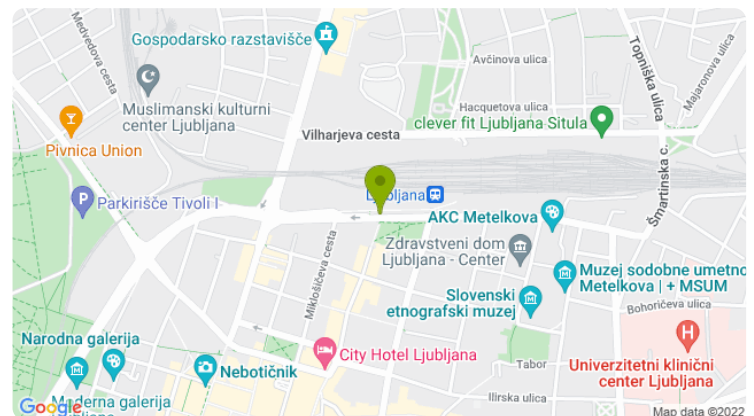 Medvedova cesta
Gospodarsko razstavišče
Avčinova ulica
Topniška ulica
Majaronova ulica
Muslimanski kulturni
center Ljubljana
Hacquetova ulica
clever fit Ljubljana Situla
Vilharjeva cesta
Pivnica Union
Šmartinska c.
Ljubljana
P
Parkirišče Tivoli I
AKC Metelkova
Zdravstveni dom
Ljubljana - Center
Miklošičeva cesta
Muzej sodobne umetno
Metelkova | + MSUM
Slovenski
etnografski muzej
Bohoričeva ulica
H
Narodna galerija
City Hotel Ljubljana
Nebotičnik
Tabor
Univerzitetni klinični
center Ljubljana
Moderna galerija
Ilirska ulica
Google
Map data ©2022